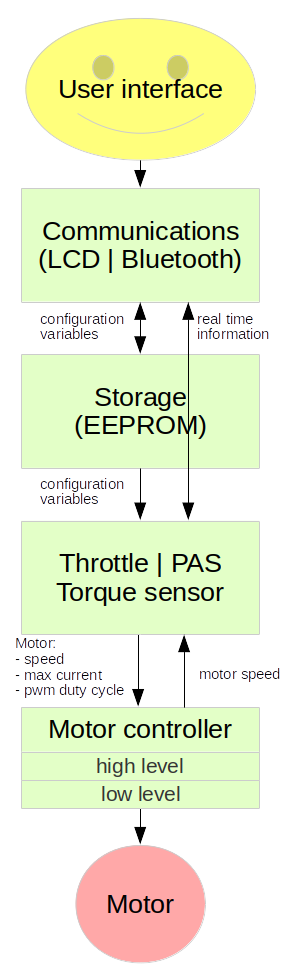 User interface
Communications
(LCD | Bluetooth)
configuration
variables
real time
information
Storage
(EEPROM)
configuration
variables
Throttle | PAS
Torque sensor
Motor:
- speed
- max current
- pwm duty cycle
motor speed
Motor controller
high level
low level
Motor